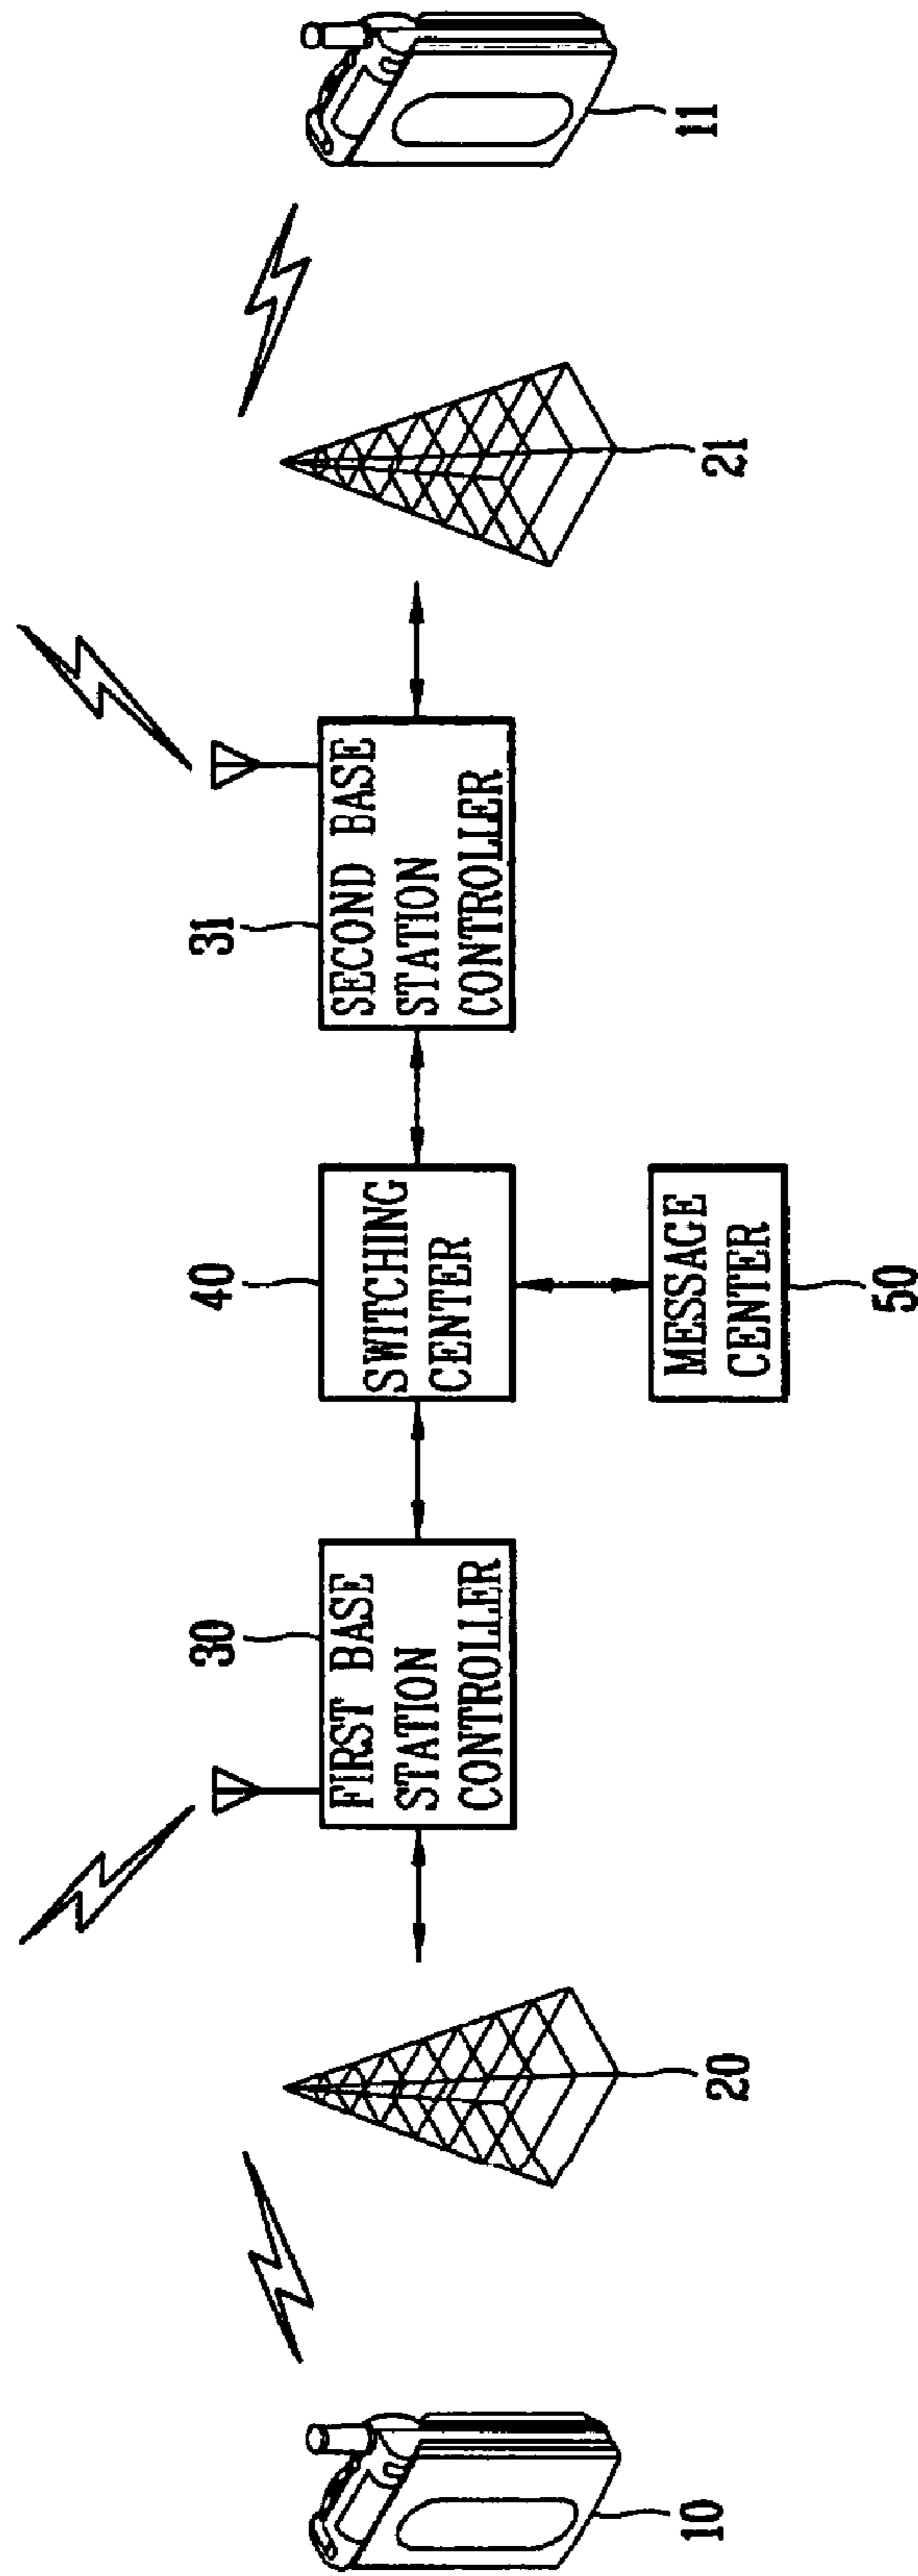 30
40
31
FIRST BASE
STATION
CONTROLLER
SWITCHING
CENTER
SECOND BASE
STATION
CONTROLLER
MESSAGE
CENTER
10
20
50
21
11